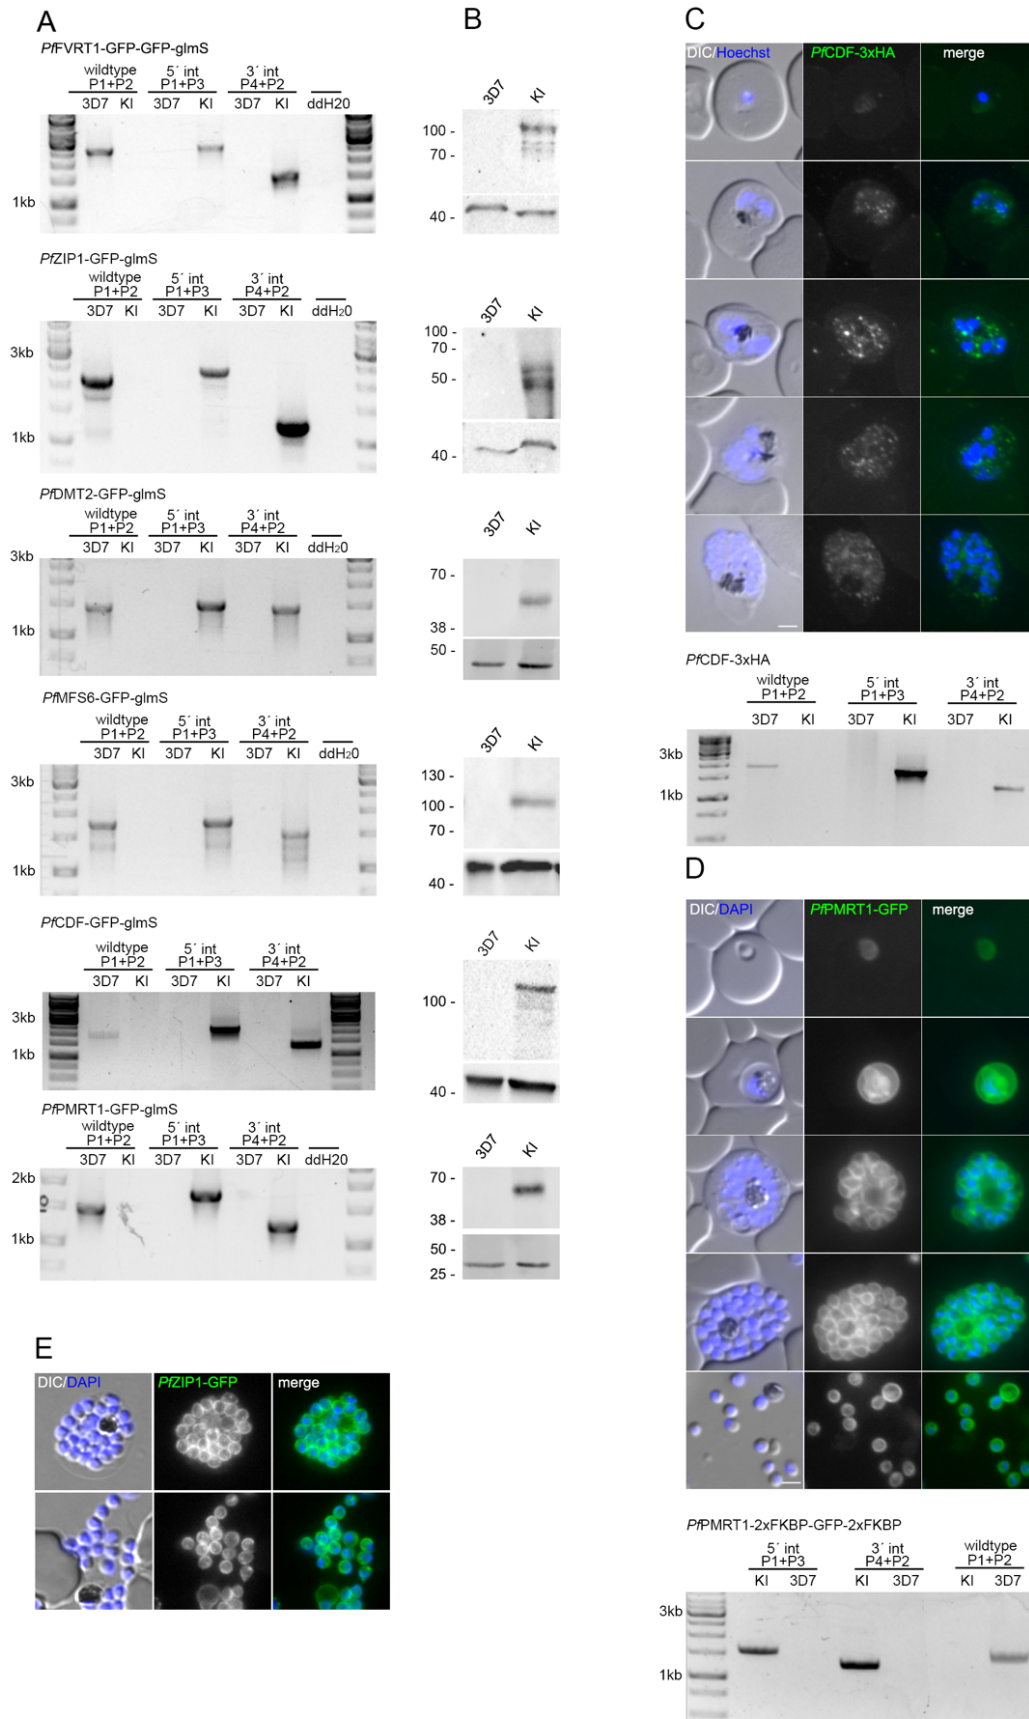 A
PfFVRT1-GFP-GFP-glmS
wildtype 5´ int 3´ int
P1+P2 P1+P3 P4+P2
3D7 KI 3D7 KI 3D7 KI ddH20
1kb
PfZIP1-GFP-glmS
wildtype 5´ int 3´ int
P1+P2 P1+P3 P4+P2
3D7 KI 3D7 KI 3D7 KI ddH20
3kb
1kb
PfDMT2-GFP-glmS
wildtype 5´ int 3´ int
P1+P2 P1+P3 P4+P2
3D7 KI 3D7 KI 3D7 KI ddH20
3kb
1kb
PfMFS6-GFP-glmS
wildtype 5´ int 3´ int
P1+P2 P1+P3 P4+P2
3D7 KI 3D7 KI 3D7 KI ddH20
3kb
1kb
PfCDF-GFP-glmS
wildtype 5´ int 3´ int
P1+P2 P1+P3 P4+P2
3D7 KI 3D7 KI 3D7 KI
3kb
1kb
PfPMRT1-GFP-glmS
wildtype 5´ int 3´ int
P1+P2 P1+P3 P4+P2
3D7 KI 3D7 KI 3D7 KI ddH20
2kb
1kb
B
3D7 KI
100 -
70 -
40 -
3D7 KI
100 -
70 -
50 -
40 -
3D7 KI
70 -
38 -
50 -
3D7 KI
130 -
100 -
70 -
40 -
3D7 KI
100 -
40 -
3D7 KI
70 -
38 -
50 -
25 -
C
DIC/Hoechst PfCDF-3xHA merge
PfCDF-3xHA
wildtype 5´ int 3´ int
P1+P2 P1+P3 P4+P2
3D7 KI 3D7 KI 3D7 KI
3kb
1kb
D
DIC/DAPI PfPMRT1-GFP merge
PfPMRT1-2xFKBP-GFP-2xFKBP
5´ int 3´ int wildtype
P1+P3 P4+P2 P1+P2
KI 3D7 KI 3D7 KI 3D7
3kb
1kb
E
DIC/DAPI PfZIP1-GFP merge